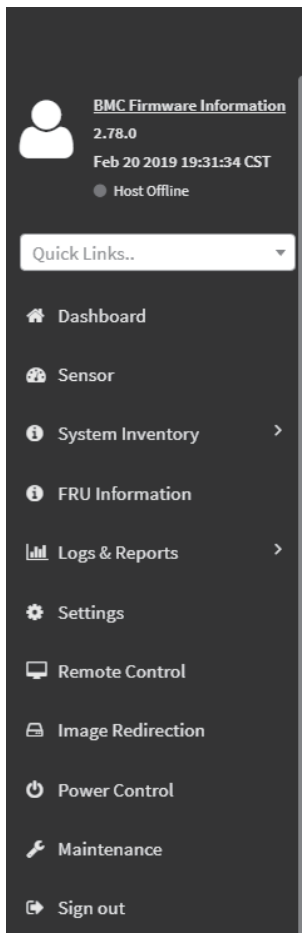 BMC Firmware Information
2.78.0
Feb 20 2019 19:31:34 CST
Host Offline
Quick Links..
Dashboard
Sensor
System Inventory
FRU Information
Logs & Reports
Settings
Remote Control
Image Redirection
Power Control
Maintenance
Sign out